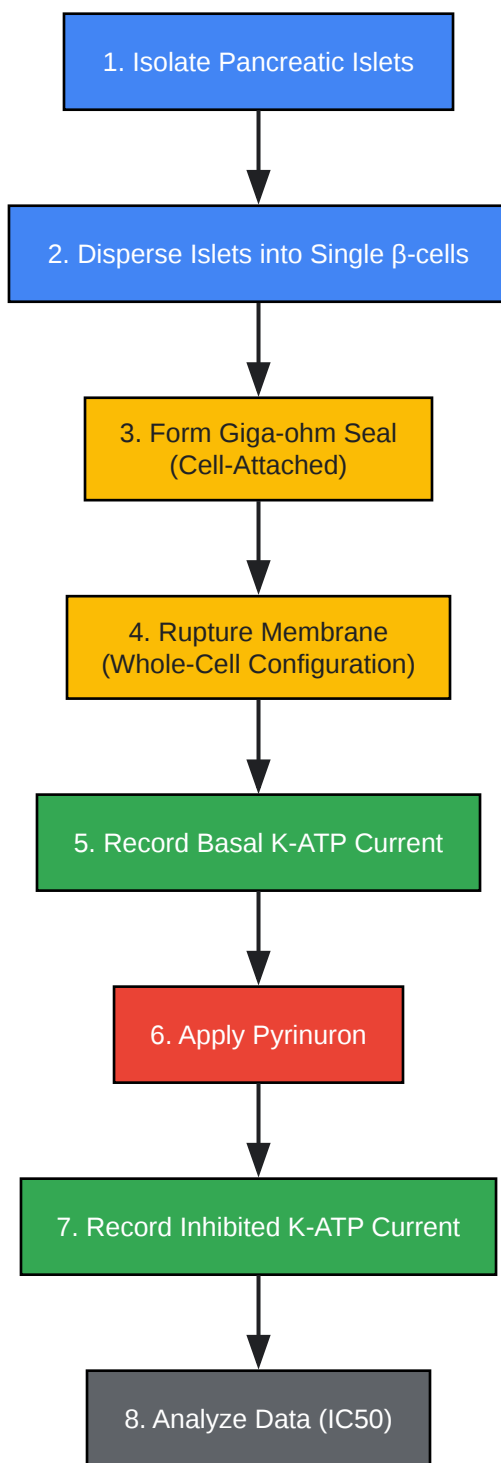 1. Isolate Pancreatic Islets
2. Disperse Islets into Single β-cells
3. Form Giga-ohm Seal
(Cell-Attached)
4. Rupture Membrane
(Whole-Cell Configuration)
5. Record Basal K-ATP Current
6. Apply Pyrinuron
7. Record Inhibited K-ATP Current
8. Analyze Data (IC50)